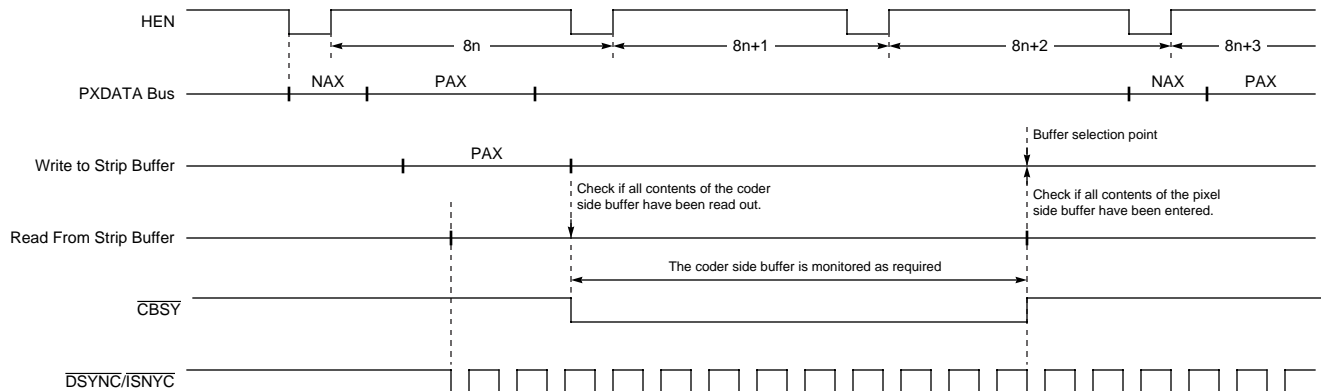 HEN
8n
8n+1
8n+2
8n+3
NAX
PAX
NAX
PAX
PXDATA Bus
Buffer selection point
PAX
Write to Strip Buffer
Check if all contents of the coder
side buffer have been read out.
Check if all contents of the pixel
side buffer have been entered.
Read From Strip Buffer
The coder side buffer is monitored as required
CBSY
DSYNC/ISNYC